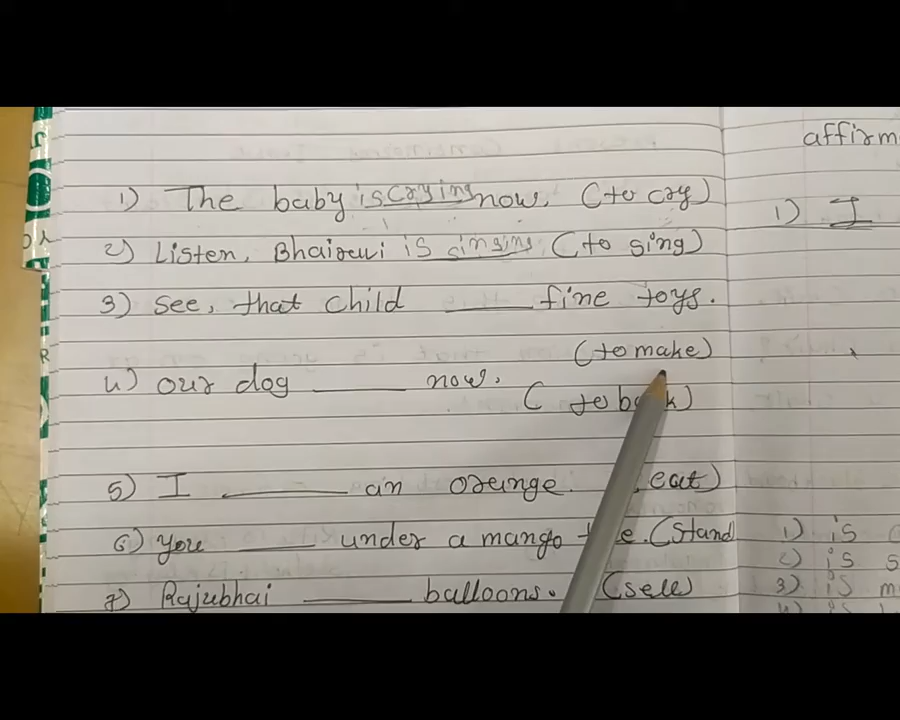 affirm
1) The baby is crying now. (to cry)
1) I
2) Listen, Bhairvi is singing (to sing)
3) see, that child ______ fine toys.
(to make)
4) our dog ______ now.
(to b k)
5) I ______ an orange. eat)
6) you ______ under a mango t e. (Stand
1) is
2) is s
7) Rajubhai ______ balloons. (sell)
3) is m